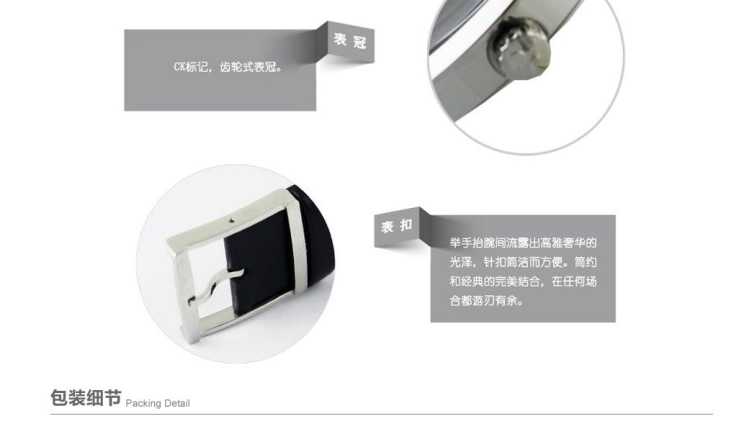 表 冠
CK标记，齿轮式表冠。
表 扣
举手抬腕间流露出高雅奢华的
光泽，针扣简洁而方便。简约
和经典的完美结合，在任何场
合都游刃有余。
包装细节 Packing Detail